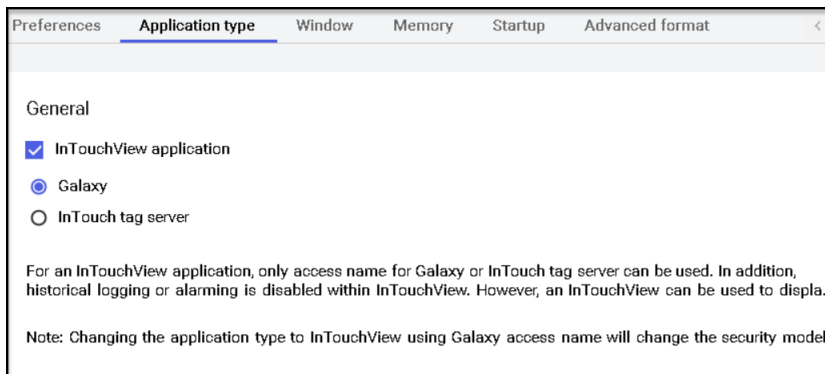 Preferences Application type Window Memory Startup Advanced format <
General
InTouchView application
Galaxy
InTouch tag server
For an InTouchView application, only access name for Galaxy or InTouch tag server can be used. In addition,
historical logging or alarming is disabled within InTouchView. However, an InTouchView can be used to displa.
Note: Changing the application type to InTouchView using Galaxy access name will change the security model